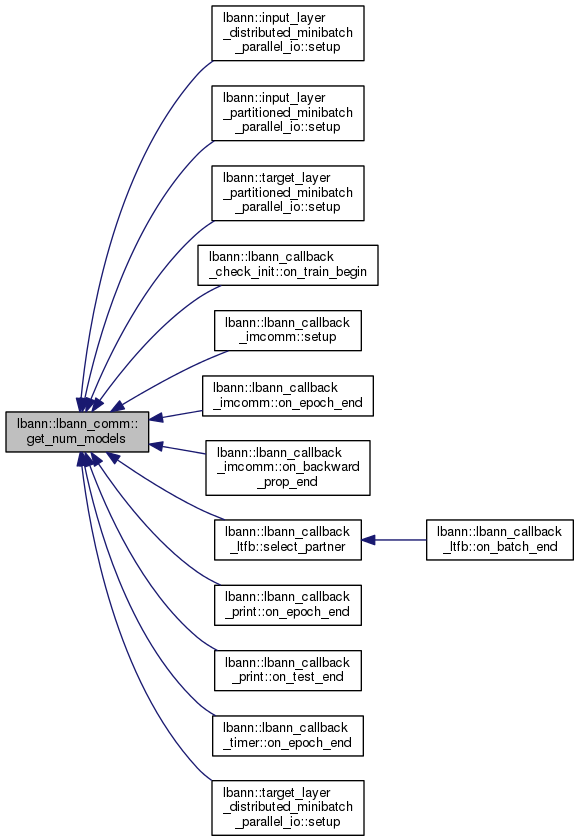 lbann::input_layer
_distributed_minibatch
_parallel_io::setup
lbann::input_layer
_partitioned_minibatch
_parallel_io::setup
lbann::target_layer
_partitioned_minibatch
_parallel_io::setup
lbann::lbann_callback
_check_init::on_train_begin
lbann::lbann_callback
_imcomm::setup
lbann::lbann_callback
_imcomm::on_epoch_end
lbann::lbann_comm::
get_num_models
lbann::lbann_callback
_imcomm::on_backward
_prop_end
lbann::lbann_callback
_ltfb::select_partner
lbann::lbann_callback
_ltfb::on_batch_end
lbann::lbann_callback
_print::on_epoch_end
lbann::lbann_callback
_print::on_test_end
lbann::lbann_callback
_timer::on_epoch_end
lbann::target_layer
_distributed_minibatch
_parallel_io::setup